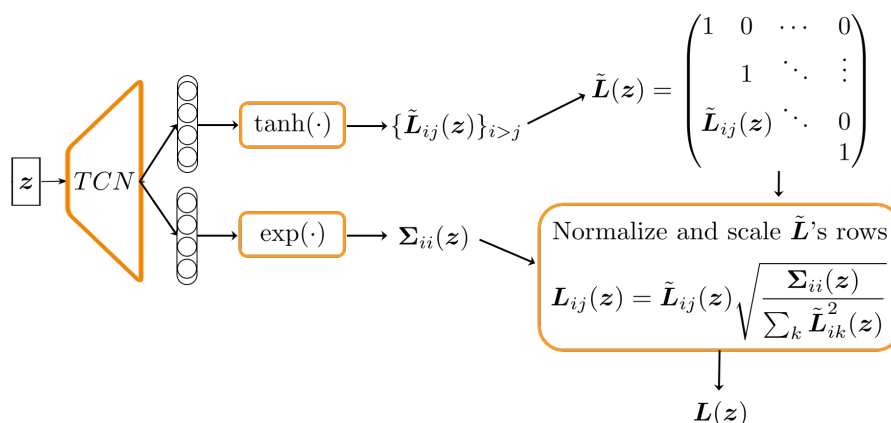 z
TCN
tanh(·)
{L̃ᵢⱼ(z)}ᵢ>ⱼ
L̃(z) =
1 0 ⋯ 0
1 ⋱ ⋮
L̃ᵢⱼ(z) ⋱ 0
1
exp(·)
Σᵢᵢ(z)
Normalize and scale L̃'s rows
Lᵢⱼ(z) = L̃ᵢⱼ(z)√(Σᵢᵢ(z) / ∑ₖ L̃²ᵢₖ(z))
L(z)